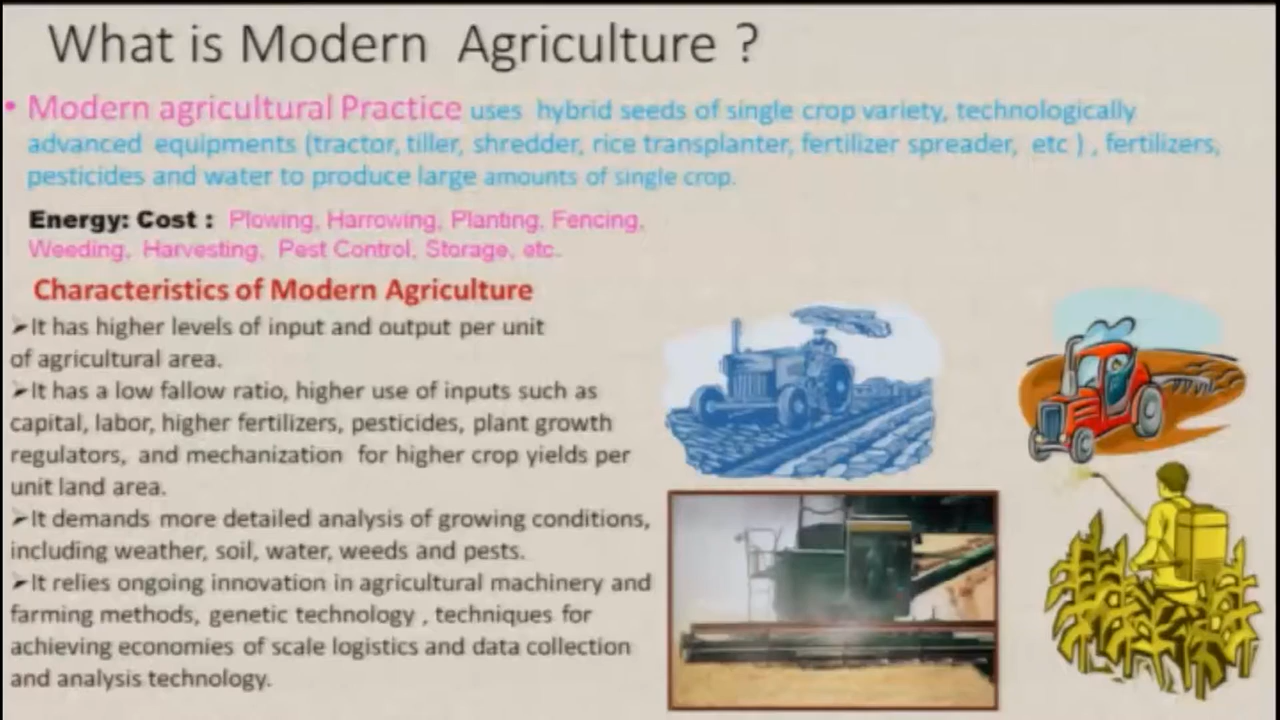 What is Modern Agriculture ?
• Modern agricultural Practice uses hybrid seeds of single crop variety, technologically
advanced equipments (tractor, tiller, shredder, rice transplanter, fertilizer spreader, etc ) , fertilizers,
pesticides and water to produce large amounts of single crop.
Energy: Cost : Plowing, Harrowing, Planting, Fencing,
Weeding, Harvesting, Pest Control, Storage, etc.
Characteristics of Modern Agriculture
➢It has higher levels of input and output per unit
of agricultural area.
➢It has a low fallow ratio, higher use of inputs such as
capital, labor, higher fertilizers, pesticides, plant growth
regulators, and mechanization for higher crop yields per
unit land area.
➢It demands more detailed analysis of growing conditions,
including weather, soil, water, weeds and pests.
➢It relies ongoing innovation in agricultural machinery and
farming methods, genetic technology , techniques for
achieving economies of scale logistics and data collection
and analysis technology.